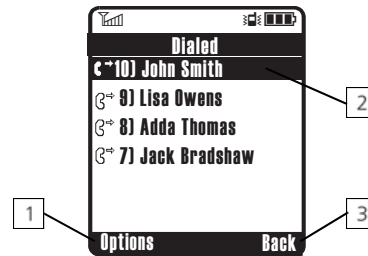 Dialed
10) John Smith
9) Lisa Owens
8) Adda Thomas
7) Jack Bradshaw
Options Back
1
2
3